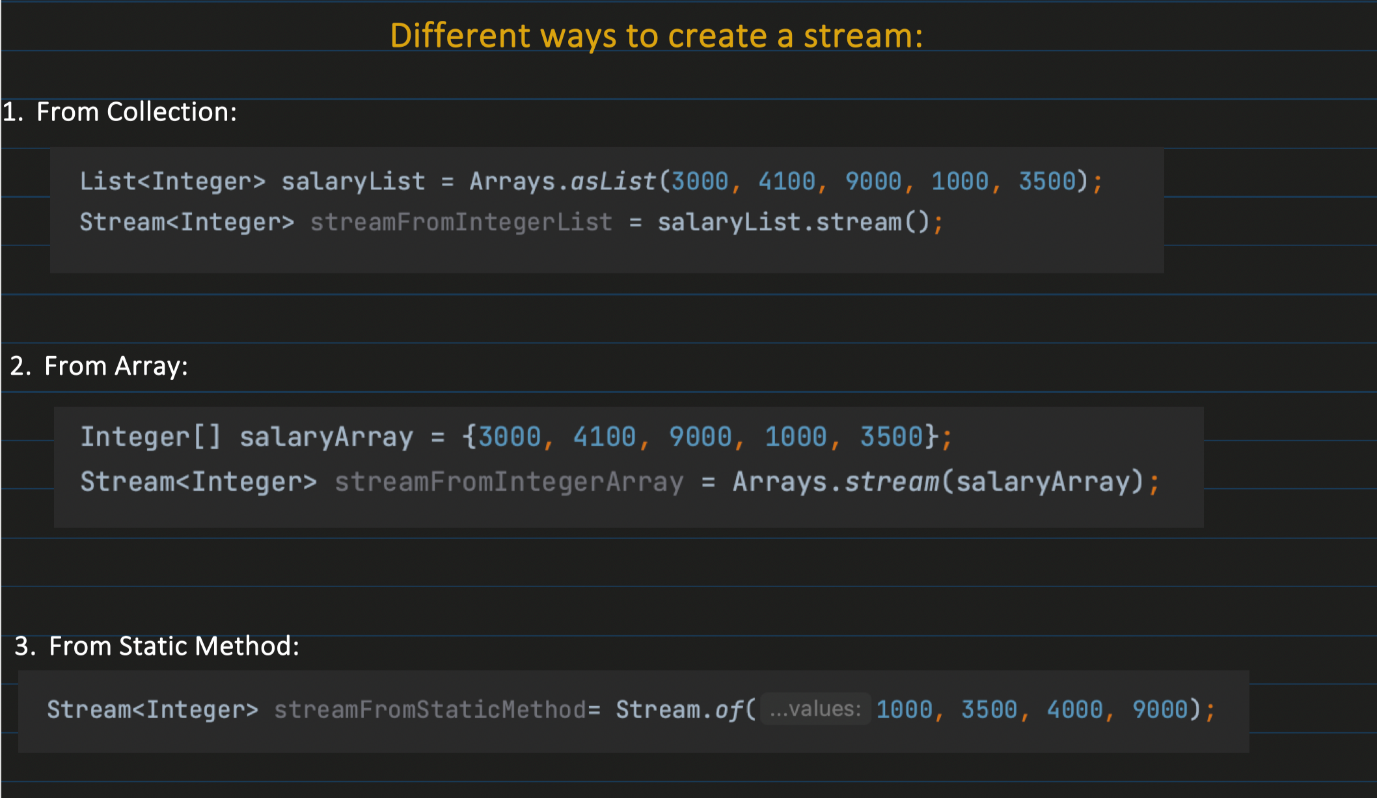 Different ways to create a stream:
1. From Collection:
List<Integer> salaryList = Arrays.asList(3000, 4100, 9000, 1000, 3500);
Stream<Integer> streamFromIntegerList = salaryList.stream();
2. From Array:
Integer[] salaryArray = {3000, 4100, 9000, 1000, 3500};
Stream<Integer> streamFromIntegerArray = Arrays.stream(salaryArray);
3. From Static Method:
Stream<Integer> streamFromStaticMethod= Stream.of( ...values: 1000, 3500, 4000, 9000);